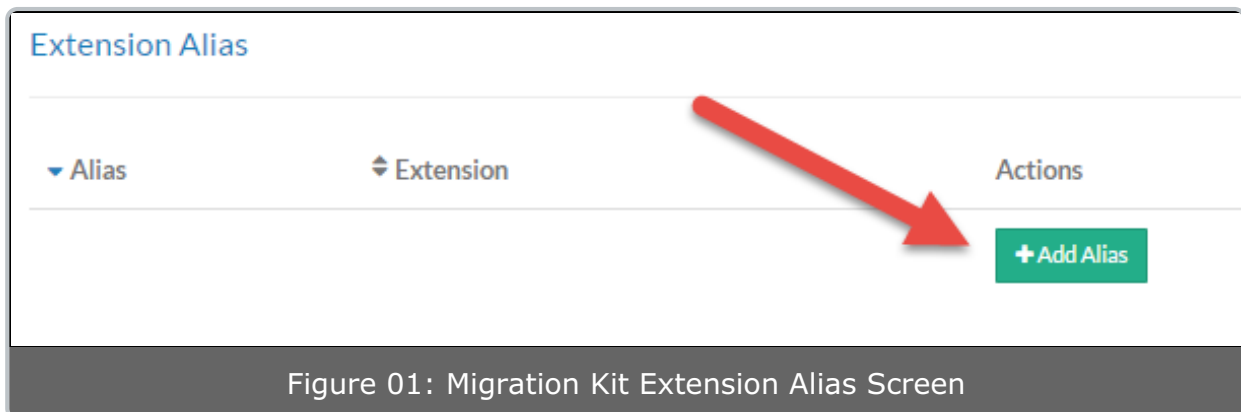 Extension Alias
Alias Extension Actions
Add Alias
Figure 01: Migration Kit Extension Alias Screen